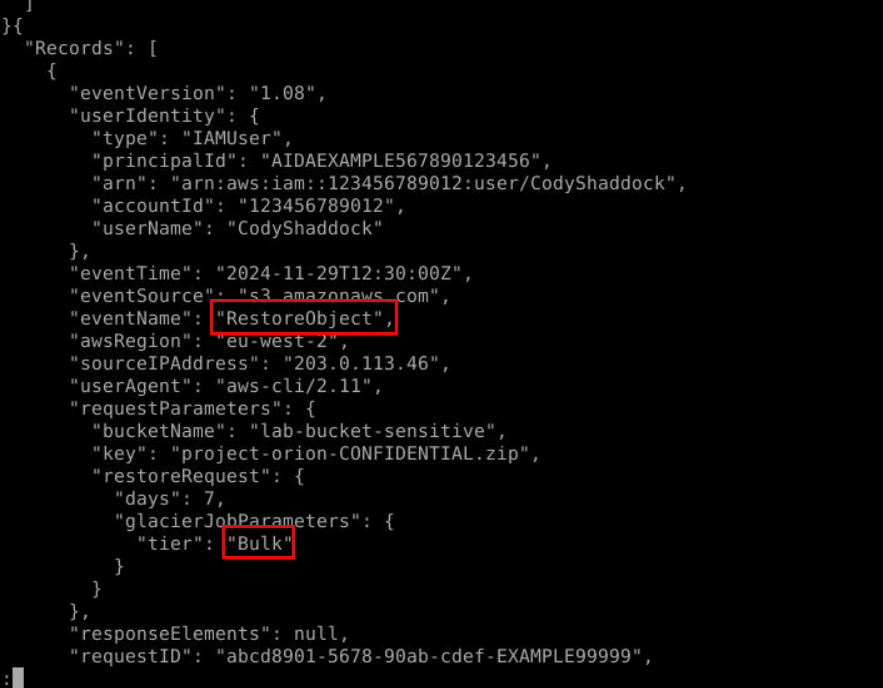 ]
}{
"Records": [
{
"eventVersion": "1.08",
"userIdentity": {
"type": "IAMUser",
"principalId": "AIDAEXAMPLE567890123456",
"arn": "arn:aws:iam::123456789012:user/CodyShaddock",
"accountId": "123456789012",
"userName": "CodyShaddock"
},
"eventTime": "2024-11-29T12:30:00Z",
"eventSource": "s3.amazonaws.com",
"eventName": "RestoreObject",
"awsRegion": "eu-west-2",
"sourceIPAddress": "203.0.113.46",
"userAgent": "aws-cli/2.11",
"requestParameters": {
"bucketName": "lab-bucket-sensitive",
"key": "project-orion-CONFIDENTIAL.zip",
"restoreRequest": {
"days": 7,
"glacierJobParameters": {
"tier": "Bulk"
}
}
},
"responseElements": null,
"requestID": "abcd8901-5678-90ab-cdef-EXAMPLE99999",
: